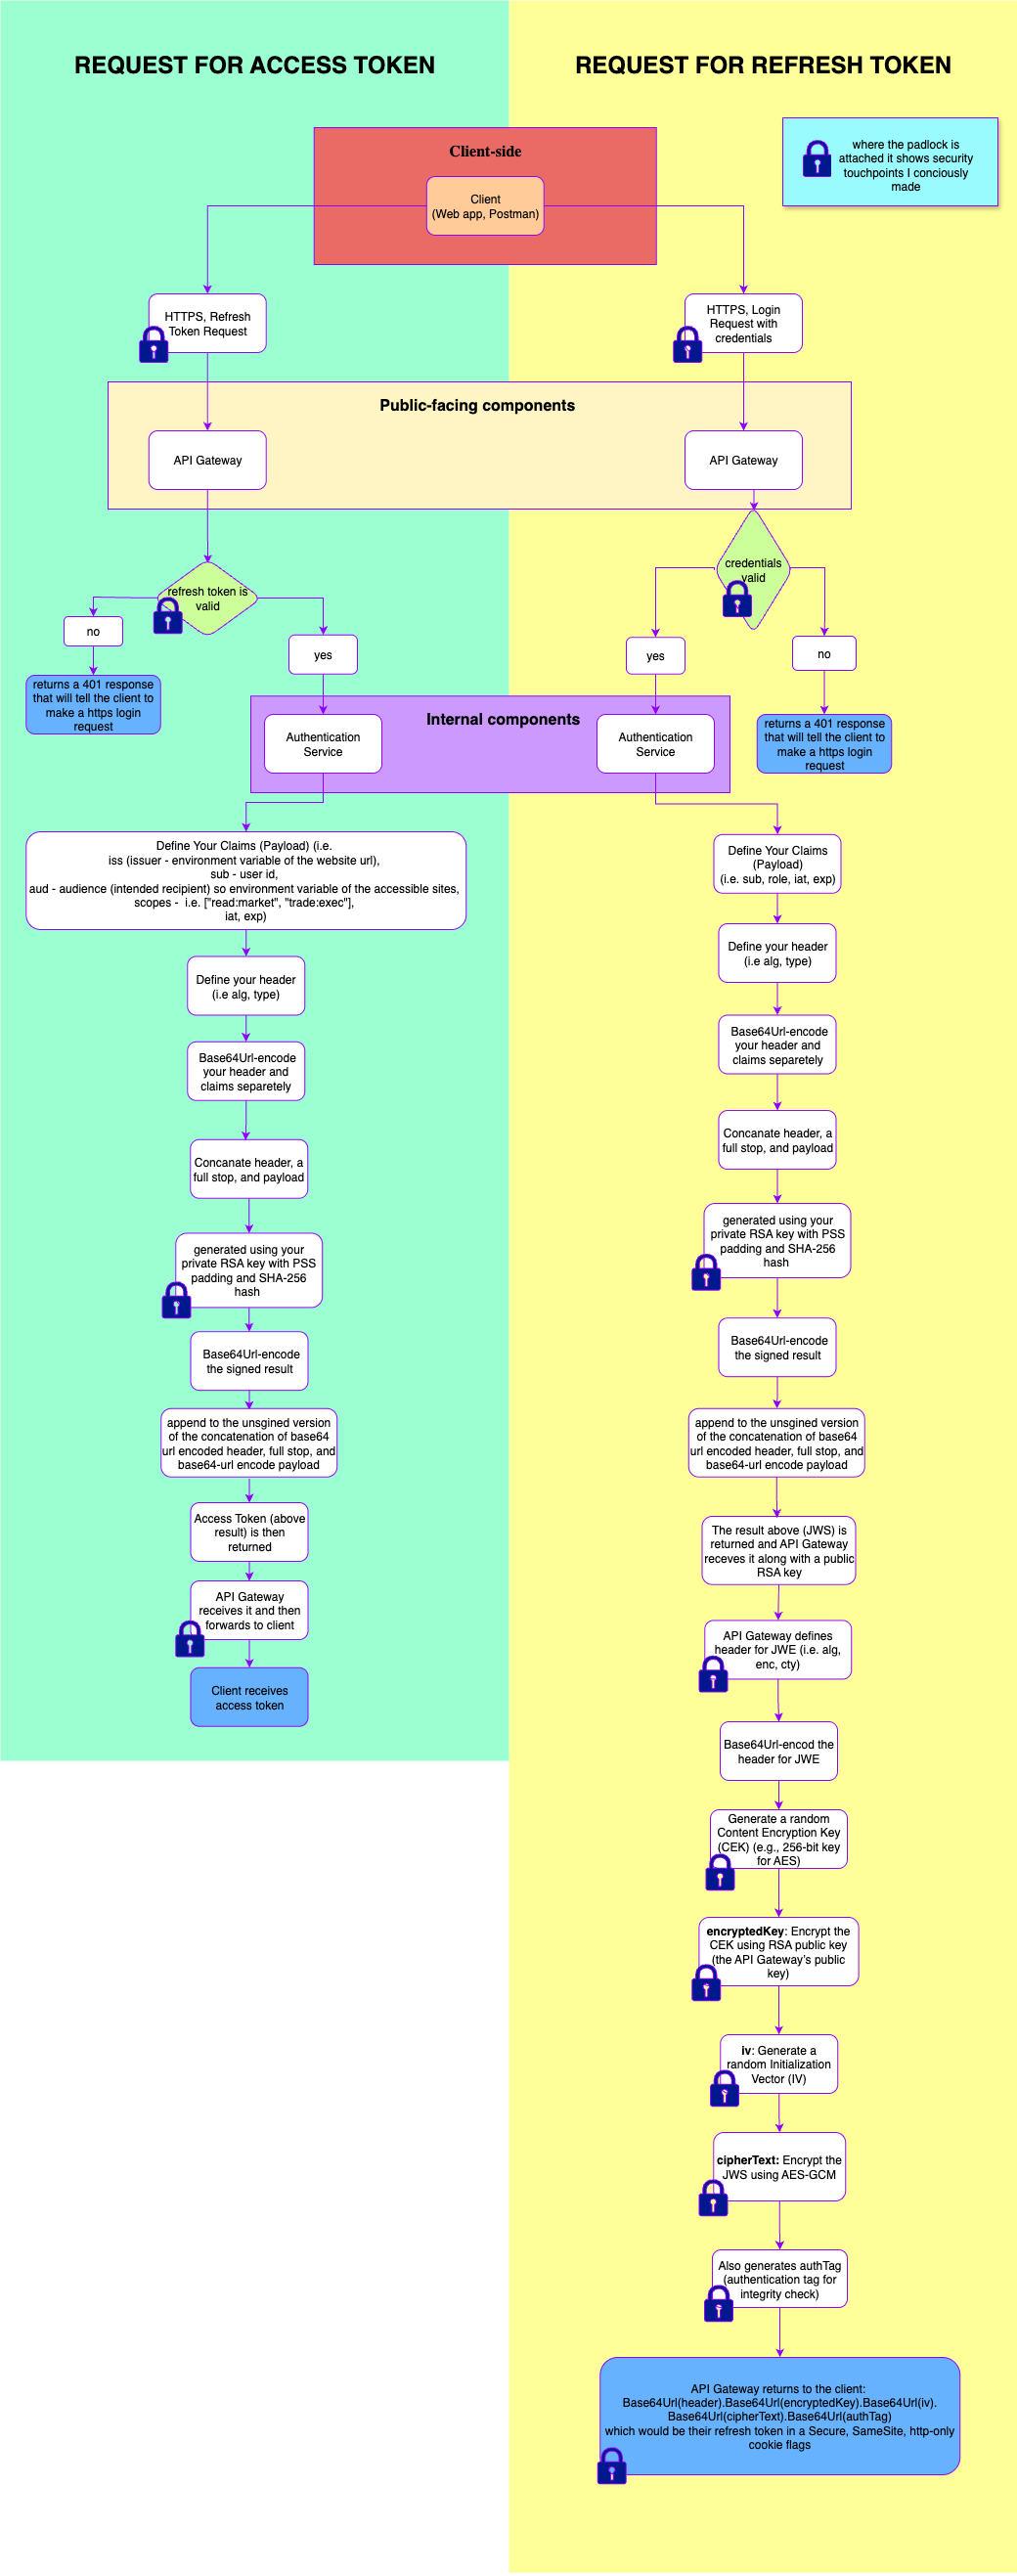 REQUEST FOR ACCESS TOKEN
REQUEST FOR REFRESH TOKEN
where the padlock is
attached it shows security
touchpoints I conciously
made
Client-side
Client
(Web app, Postman)
HTTPS, Refresh
Token Request
HTTPS, Login
Request with
credentials
Public-facing components
API Gateway
API Gateway
refresh token is
valid
credentials
valid
no
yes
yes
no
returns a 401 response
that will tell the client to
make a https login
request
Internal components
Authentication
Service
Authentication
Service
returns a 401 response
that will tell the client to
make a https login
request
Define Your Claims (Payload) (i.e.
iss (issuer - environment variable of the website url),
sub - user id,
aud - audience (intended recipient) so environment variable of the accessible sites,
scopes - i.e. ["read:market", "trade:exec"],
iat, exp)
Define your header
(i.e alg, type)
Base64Url-encode
your header and
claims separetely
Concanate header, a
full stop, and payload
generated using your
private RSA key with PSS
padding and SHA-256
hash
Base64Url-encode
the signed result
append to the unsgined version
of the concatenation of base64
url encoded header, full stop, and
base64-url encode payload
Access Token (above
result) is then
returned
API Gateway
receives it and then
forwards to client
Client receives
access token
Define Your Claims
(Payload)
(i.e. sub, role, iat, exp)
Define your header
(i.e alg, type)
Base64Url-encode
your header and
claims separetely
Concanate header, a
full stop, and payload
generated using your
private RSA key with PSS
padding and SHA-256
hash
Base64Url-encode
the signed result
append to the unsgined version
of the concatenation of base64
url encoded header, full stop, and
base64-url encode payload
The result above (JWS) is
returned and API Gateway
receves it along with a public
RSA key
API Gateway defines
header for JWE (i.e. alg,
enc, cty)
Base64Url-encod the
header for JWE
Generate a random
Content Encryption Key
(CEK) (e.g., 256-bit key
for AES)
encryptedKey: Encrypt the
CEK using RSA public key
(the API Gateway's public
key)
iv: Generate a
random Initialization
Vector (IV)
cipherText: Encrypt the
JWS using AES-GCM
Also generates authTag
(authentication tag for
integrity check)
API Gateway returns to the client:
Base64Url(header).Base64Url(encryptedKey).Base64Url(iv).
Base64Url(cipherText).Base64Url(authTag)
which would be their refresh token in a Secure, SameSite, http-only
cookie flags